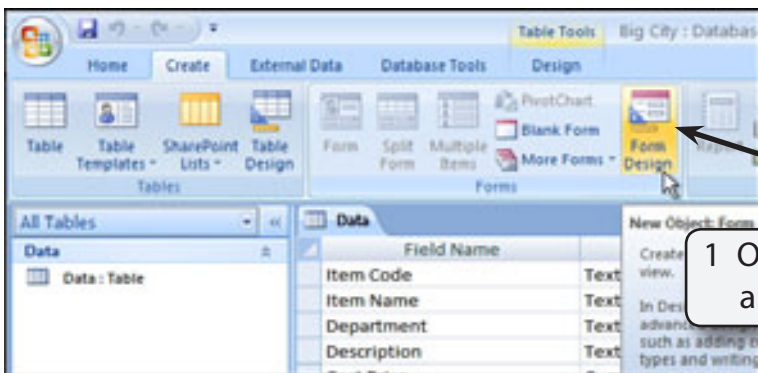 Table Tools Big City : Databas
Home Create External Data Database Tools Design
Table Table Templates SharePoint Lists Table Design
Form Split Form Multiple Items PivotChart Blank Form More Forms Form Design
Tables Forms
All Tables
Data
Data : Table
Data
Field Name
Item Code Text
Item Name Text
Department Text
Description Text
New Object: Form
Create
view.
In Des
such as adding
types and writing
1 O
a